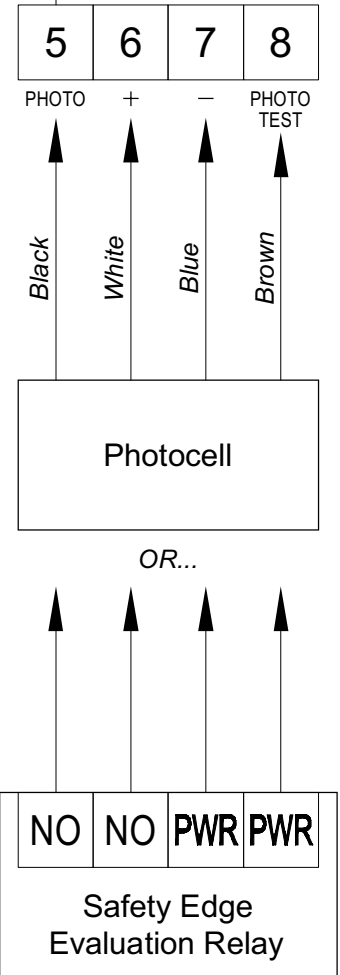 5 6 7 8
PHOTO + − PHOTO
TEST
Black White Blue Brown
Photocell
OR...
NO NO PWR PWR
Safety Edge
Evaluation Relay